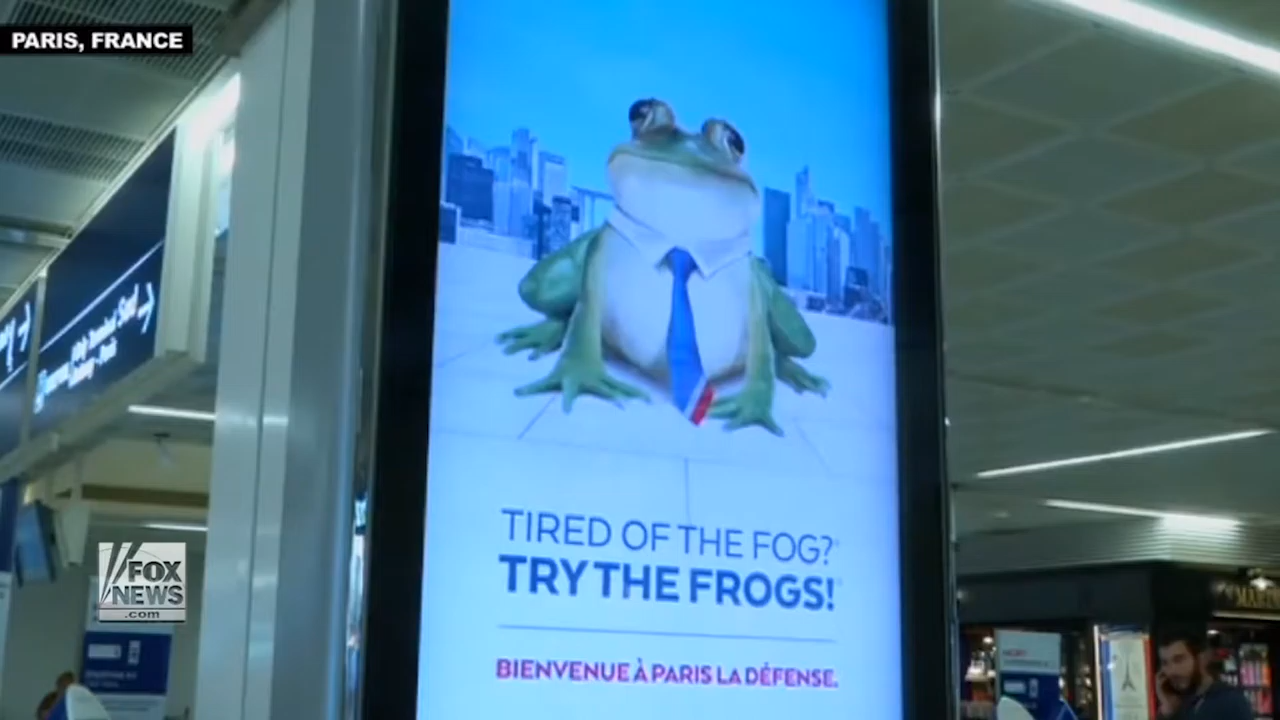 PARIS, FRANCE
TIRED OF THE FOG?
TRY THE FROGS!
BIENVENUE À PARIS LA DÉFENSE.
FOX
NEWS
.com